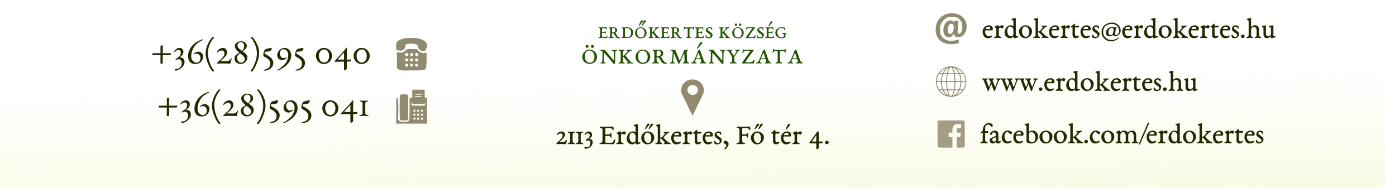 +36(28)595 040
+36(28)595 041
ERDŐKERTES KÖZSÉG
ÖNKORMÁNYZATA
2113 Erdőkertes, Fő tér 4.
erdokertes@erdokertes.hu
www.erdokertes.hu
facebook.com/erdokertes